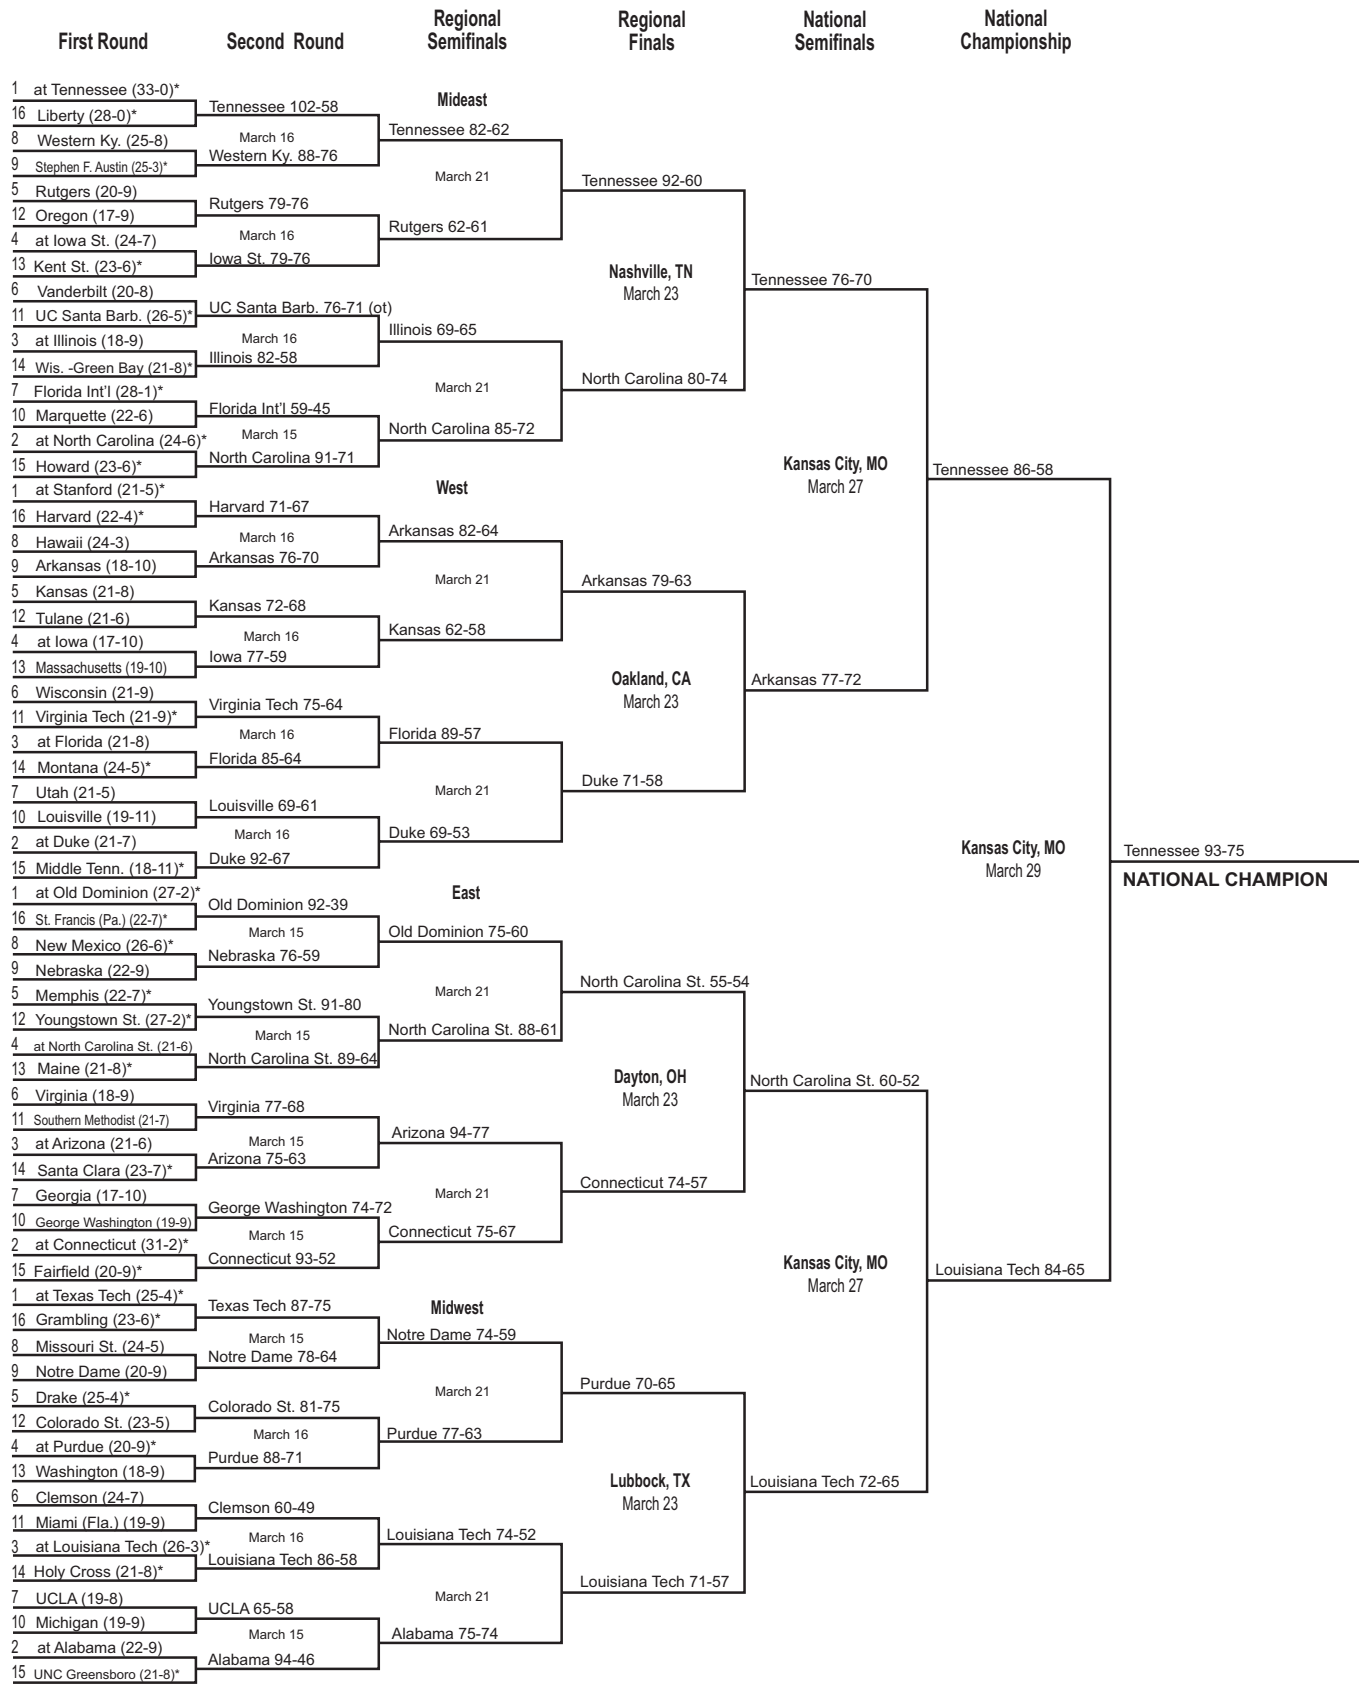 First Round
Second Round
Regional
Semifinals
Regional
Finals
National
Semifinals
National
Championship
1 at Tennessee (33-0)*
16 Liberty (28-0)*
8 Western Ky. (25-8)
9 Stephen F. Austin (25-3)*
5 Rutgers (20-9)
12 Oregon (17-9)
4 at Iowa St. (24-7)
13 Kent St. (23-6)*
6 Vanderbilt (20-8)
11 UC Santa Barb. (26-5)*
3 at Illinois (18-9)
14 Wis. -Green Bay (21-8)*
7 Florida Int'l (28-1)*
10 Marquette (22-6)
2 at North Carolina (24-6)*
15 Howard (23-6)*
1 at Stanford (21-5)*
16 Harvard (22-4)*
8 Hawaii (24-3)
9 Arkansas (18-10)
5 Kansas (21-8)
12 Tulane (21-6)
4 at Iowa (17-10)
13 Massachusetts (19-10)
6 Wisconsin (21-9)
11 Virginia Tech (21-9)*
3 at Florida (21-8)
14 Montana (24-5)*
7 Utah (21-5)
10 Louisville (19-11)
2 at Duke (21-7)
15 Middle Tenn. (18-11)*
1 at Old Dominion (27-2)*
16 St. Francis (Pa.) (22-7)*
8 New Mexico (26-6)*
9 Nebraska (22-9)
5 Memphis (22-7)*
12 Youngstown St. (27-2)*
4 at North Carolina St. (21-6)
13 Maine (21-8)*
6 Virginia (18-9)
11 Southern Methodist (21-7)
3 at Arizona (21-6)
14 Santa Clara (23-7)*
7 Georgia (17-10)
10 George Washington (19-9)
2 at Connecticut (31-2)*
15 Fairfield (20-9)*
1 at Texas Tech (25-4)*
16 Grambling (23-6)*
8 Missouri St. (24-5)
9 Notre Dame (20-9)
5 Drake (25-4)*
12 Colorado St. (23-5)
4 at Purdue (20-9)*
13 Washington (18-9)
6 Clemson (24-7)
11 Miami (Fla.) (19-9)
3 at Louisiana Tech (26-3)*
14 Holy Cross (21-8)*
7 UCLA (19-8)
10 Michigan (19-9)
2 at Alabama (22-9)
15 UNC Greensboro (21-8)*
Tennessee 102-58
March 16
Western Ky. 88-76
Rutgers 79-76
March 16
Iowa St. 79-76
UC Santa Barb. 76-71 (ot)
March 16
Illinois 82-58
Florida Int'l 59-45
March 15
North Carolina 91-71
Harvard 71-67
March 16
Arkansas 76-70
Kansas 72-68
March 16
Iowa 77-59
Virginia Tech 75-64
March 16
Florida 85-64
Louisville 69-61
March 16
Duke 92-67
Old Dominion 92-39
March 15
Nebraska 76-59
Youngstown St. 91-80
March 15
North Carolina St. 89-64
Virginia 77-68
March 15
Arizona 75-63
George Washington 74-72
March 15
Connecticut 93-52
Texas Tech 87-75
March 15
Notre Dame 78-64
Colorado St. 81-75
March 16
Purdue 88-71
Clemson 60-49
March 16
Louisiana Tech 86-58
UCLA 65-58
March 15
Alabama 94-46
Mideast
Tennessee 82-62
March 21
Rutgers 62-61
Illinois 69-65
March 21
North Carolina 85-72
West
Arkansas 82-64
March 21
Kansas 62-58
Florida 89-57
March 21
Duke 69-53
East
Old Dominion 75-60
March 21
North Carolina St. 88-61
Arizona 94-77
March 21
Connecticut 75-67
Midwest
Notre Dame 74-59
March 21
Purdue 77-63
Louisiana Tech 74-52
March 21
Alabama 75-74
Tennessee 92-60
Nashville, TN
March 23
North Carolina 80-74
Arkansas 79-63
Oakland, CA
March 23
Duke 71-58
North Carolina St. 55-54
Dayton, OH
March 23
Connecticut 74-57
Purdue 70-65
Lubbock, TX
March 23
Louisiana Tech 71-57
Tennessee 76-70
Kansas City, MO
March 27
Arkansas 77-72
North Carolina St. 60-52
Kansas City, MO
March 27
Louisiana Tech 72-65
Tennessee 86-58
Kansas City, MO
March 29
Louisiana Tech 84-65
Tennessee 93-75
NATIONAL CHAMPION